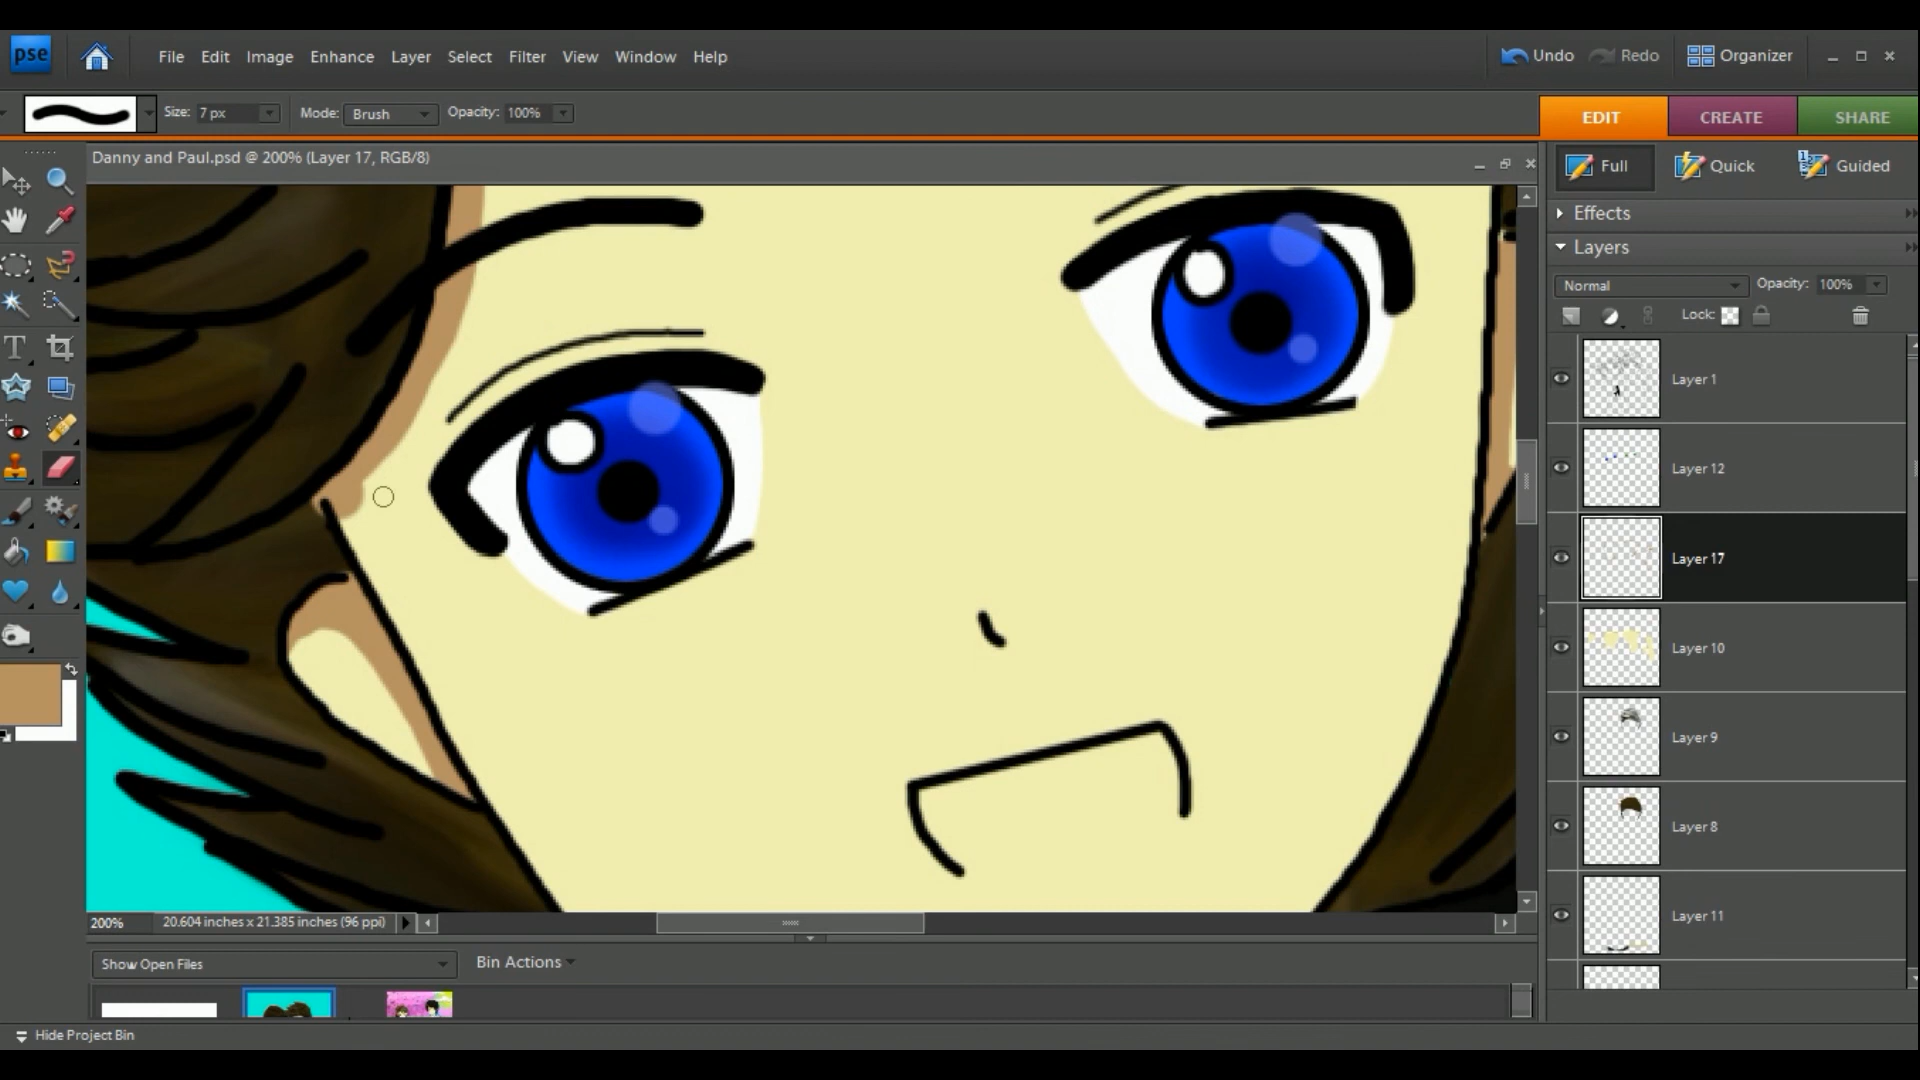 pse File Edit Image Enhance Layer Select Filter View Window Help Undo Redo Organizer
Size: 7 px Mode: Brush Opacity: 100% EDIT CREATE SHARE
Danny and Paul.psd @ 200% (Layer 17, RGB/8)
Full Quick Guided
Effects
Layers
Normal Opacity: 100%
Lock:
Layer 1
Layer 12
Layer 17
Layer 10
Layer 9
Layer 8
Layer 11
200% 20.604 inches x 21.385 inches (96 ppi)
Show Open Files Bin Actions
Hide Project Bin